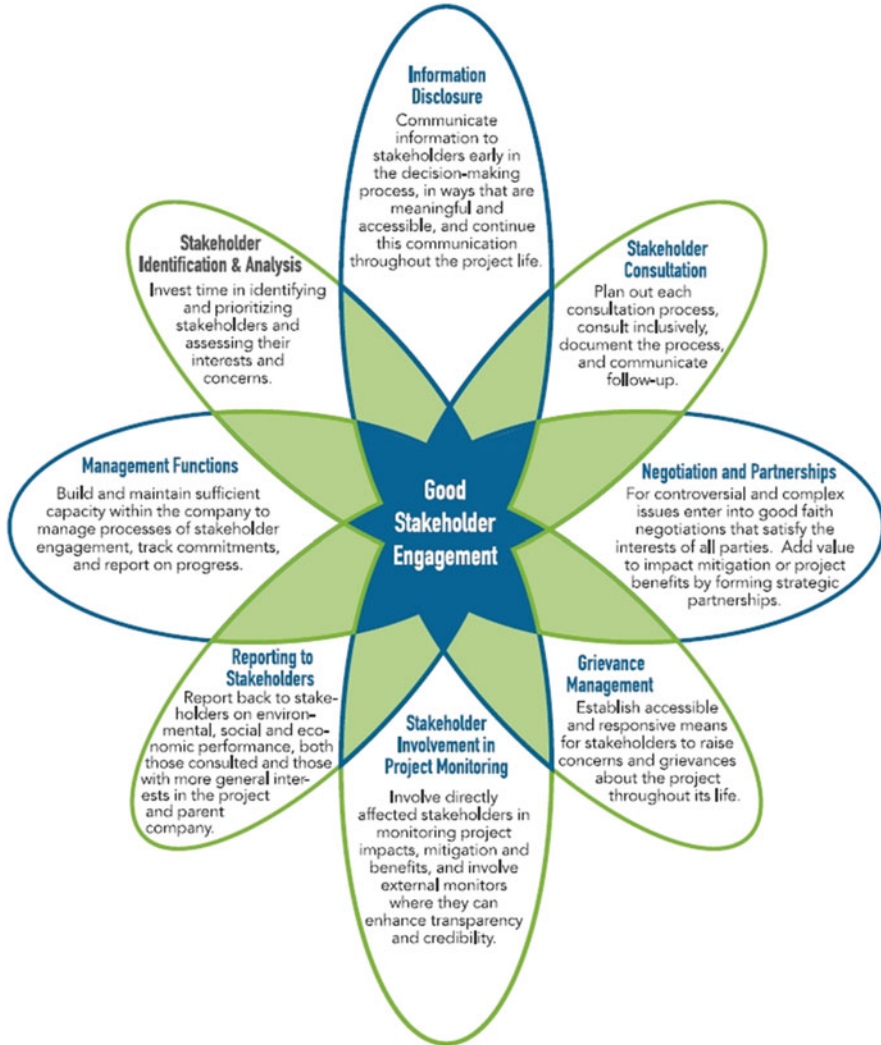 Information
Disclosure
Communicate
information to
stakeholders early in
the decision-making
process, in ways that are
meaningful and
accessible, and continue
this communication
throughout the project life.
Stakeholder
Consultation
Plan out each
consultation process,
consult inclusively,
document the process,
and communicate
follow-up.
Negotiation and Partnerships
For controversial and complex
issues enter into good faith
negotiations that satisfy the
interests of all parties. Add value
to impact mitigation or project
benefits by forming strategic
partnerships.
Grievance
Management
Establish accessible
and responsive means
for stakeholders to raise
concerns and grievances
about the project
throughout its life.
Stakeholder
Involvement in
Project Monitoring
Involve directly
affected stakeholders in
monitoring project
impacts, mitigation and
benefits, and involve
external monitors
where they can
enhance transparency
and credibility.
Reporting to
Stakeholders
Report back to stake-
holders on environ-
mental, social and eco-
nomic performance, both
those consulted and those
with more general inter-
ests in the project
and parent
company.
Management Functions
Build and maintain sufficient
capacity within the company to
manage processes of stakeholder
engagement, track commitments,
and report on progress.
Stakeholder
Identification & Analysis
Invest time in identifying
and prioritizing
stakeholders and
assessing their
interests and
concerns.
Good
Stakeholder
Engagement